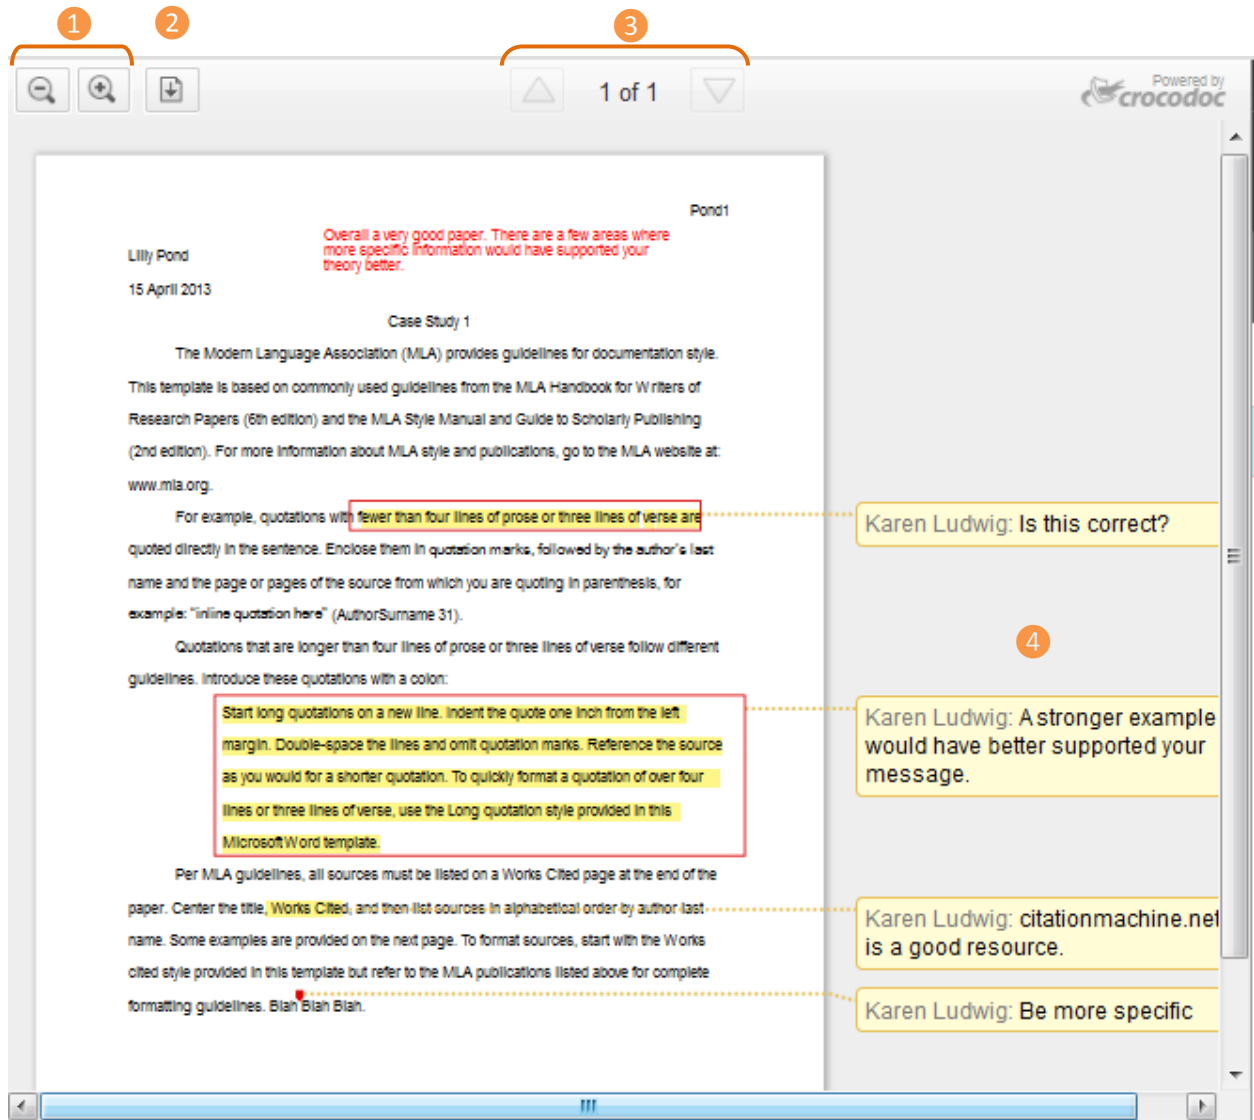 1
2
3
1 of 1
Powered by
crocodoc
Pond1
Overall a very good paper. There are a few areas where
more specific information would have supported your
theory better.
Lilly Pond
15 April 2013
Case Study 1
The Modern Language Association (MLA) provides guidelines for documentation style.
This template is based on commonly used guidelines from the MLA Handbook for Writers of
Research Papers (6th edition) and the MLA Style Manual and Guide to Scholarly Publishing
(2nd edition). For more information about MLA style and publications, go to the MLA website at:
www.mla.org.
For example, quotations with fewer than four lines of prose or three lines of verse are
quoted directly in the sentence. Enclose them in quotation marks, followed by the author's last
name and the page or pages of the source from which you are quoting in parenthesis, for
example: "inline quotation here" (AuthorSurname 31).
Quotations that are longer than four lines of prose or three lines of verse follow different
guidelines. Introduce these quotations with a colon:
Start long quotations on a new line. Indent the quote one inch from the left
margin. Double-space the lines and omit quotation marks. Reference the source
as you would for a shorter quotation. To quickly format a quotation of over four
lines or three lines of verse, use the Long quotation style provided in this
Microsoft Word template.
Per MLA guidelines, all sources must be listed on a Works Cited page at the end of the
paper. Center the title, Works Cited, and then list sources in alphabetical order by author last
name. Some examples are provided on the next page. To format sources, start with the Works
cited style provided in this template but refer to the MLA publications listed above for complete
formatting guidelines. Blah Blah Blah.
Karen Ludwig: Is this correct?
4
Karen Ludwig: A stronger example
would have better supported your
message.
Karen Ludwig: citationmachine.net
is a good resource.
Karen Ludwig: Be more specific